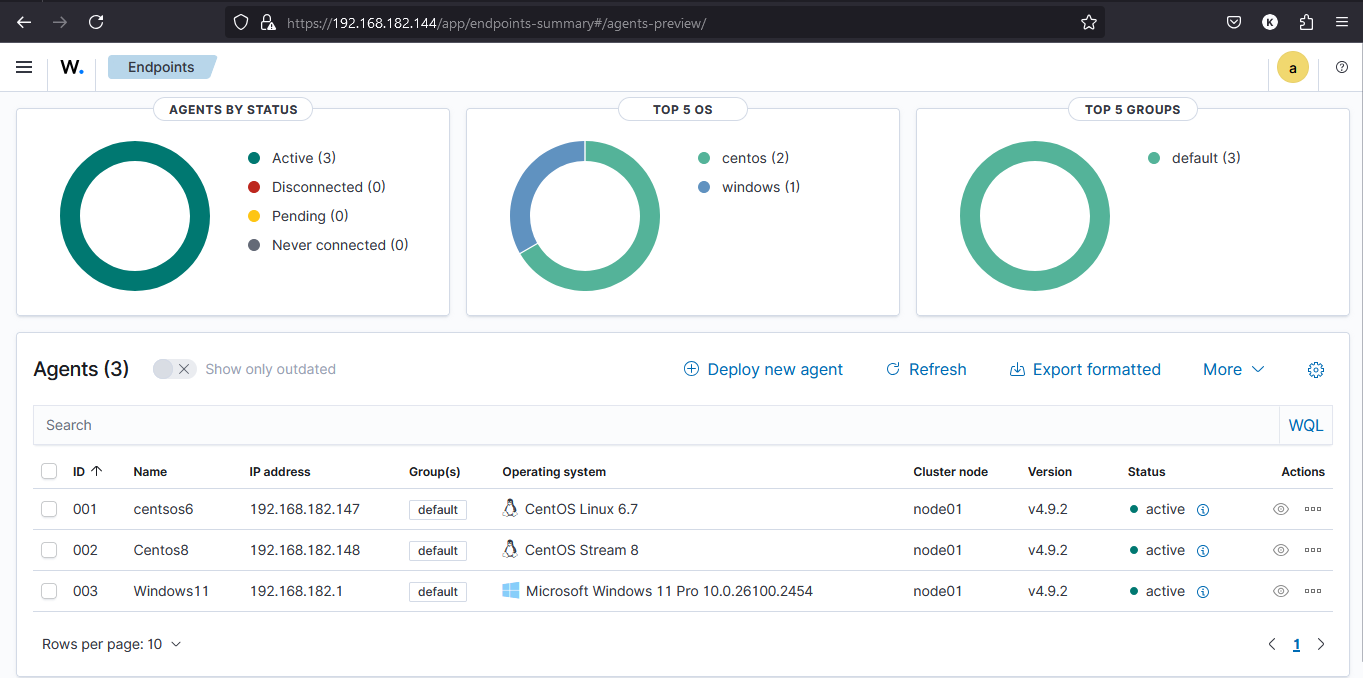 https://192.168.182.144/app/endpoints-summary#/agents-preview/
K
W.
Endpoints
a
AGENTS BY STATUS
Active (3)
Disconnected (0)
Pending (0)
Never connected (0)
TOP 5 OS
centos (2)
windows (1)
TOP 5 GROUPS
default (3)
Agents (3)
Show only outdated
Deploy new agent
Refresh
Export formatted
More
Search
WQL
ID Name IP address Group(s) Operating system Cluster node Version Status Actions
001 centsos6 192.168.182.147 default CentOS Linux 6.7 node01 v4.9.2 active
002 Centos8 192.168.182.148 default CentOS Stream 8 node01 v4.9.2 active
003 Windows11 192.168.182.1 default Microsoft Windows 11 Pro 10.0.26100.2454 node01 v4.9.2 active
Rows per page: 10
1